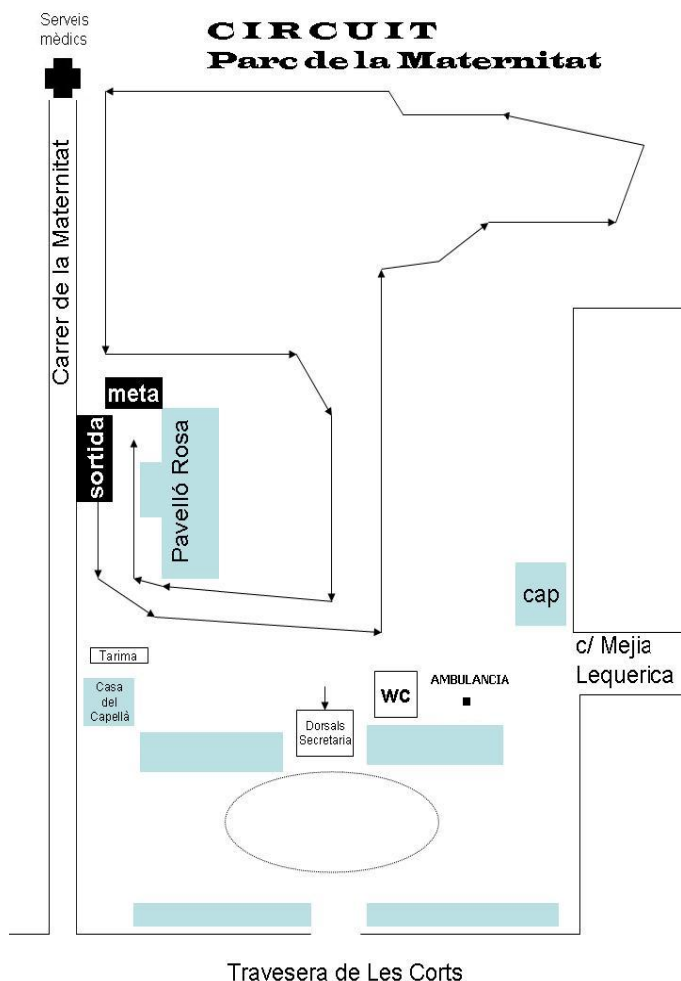 Serveis
mèdics
CIRCUIT
Parc de la Maternitat
Carrer de la Maternitat
meta
sortida
Pavelló Rosa
cap
c/ Mejia
Lequerica
Tarima
Casa
del
Capellà
WC
AMBULANCIA
Dorsals
Secretaria
Travesera de Les Corts